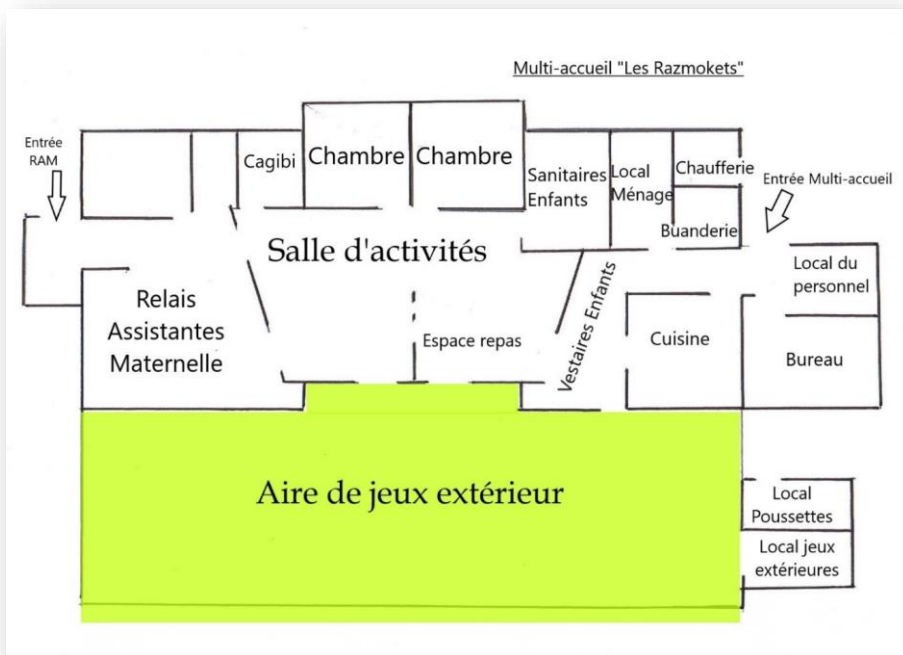 Multi-accueil "Les Razmokets"
Entrée
RAM
Cagibi
Chambre
Chambre
Sanitaires
Enfants
Local
Ménage
Chaufferie
Entrée Multi-accueil
Buanderie
Salle d'activités
Local du
personnel
Relais
Assistantes
Maternelle
Espace repas
Vestiaires Enfants
Cuisine
Bureau
Aire de jeux extérieur
Local
Poussettes
Local jeux
extérieures